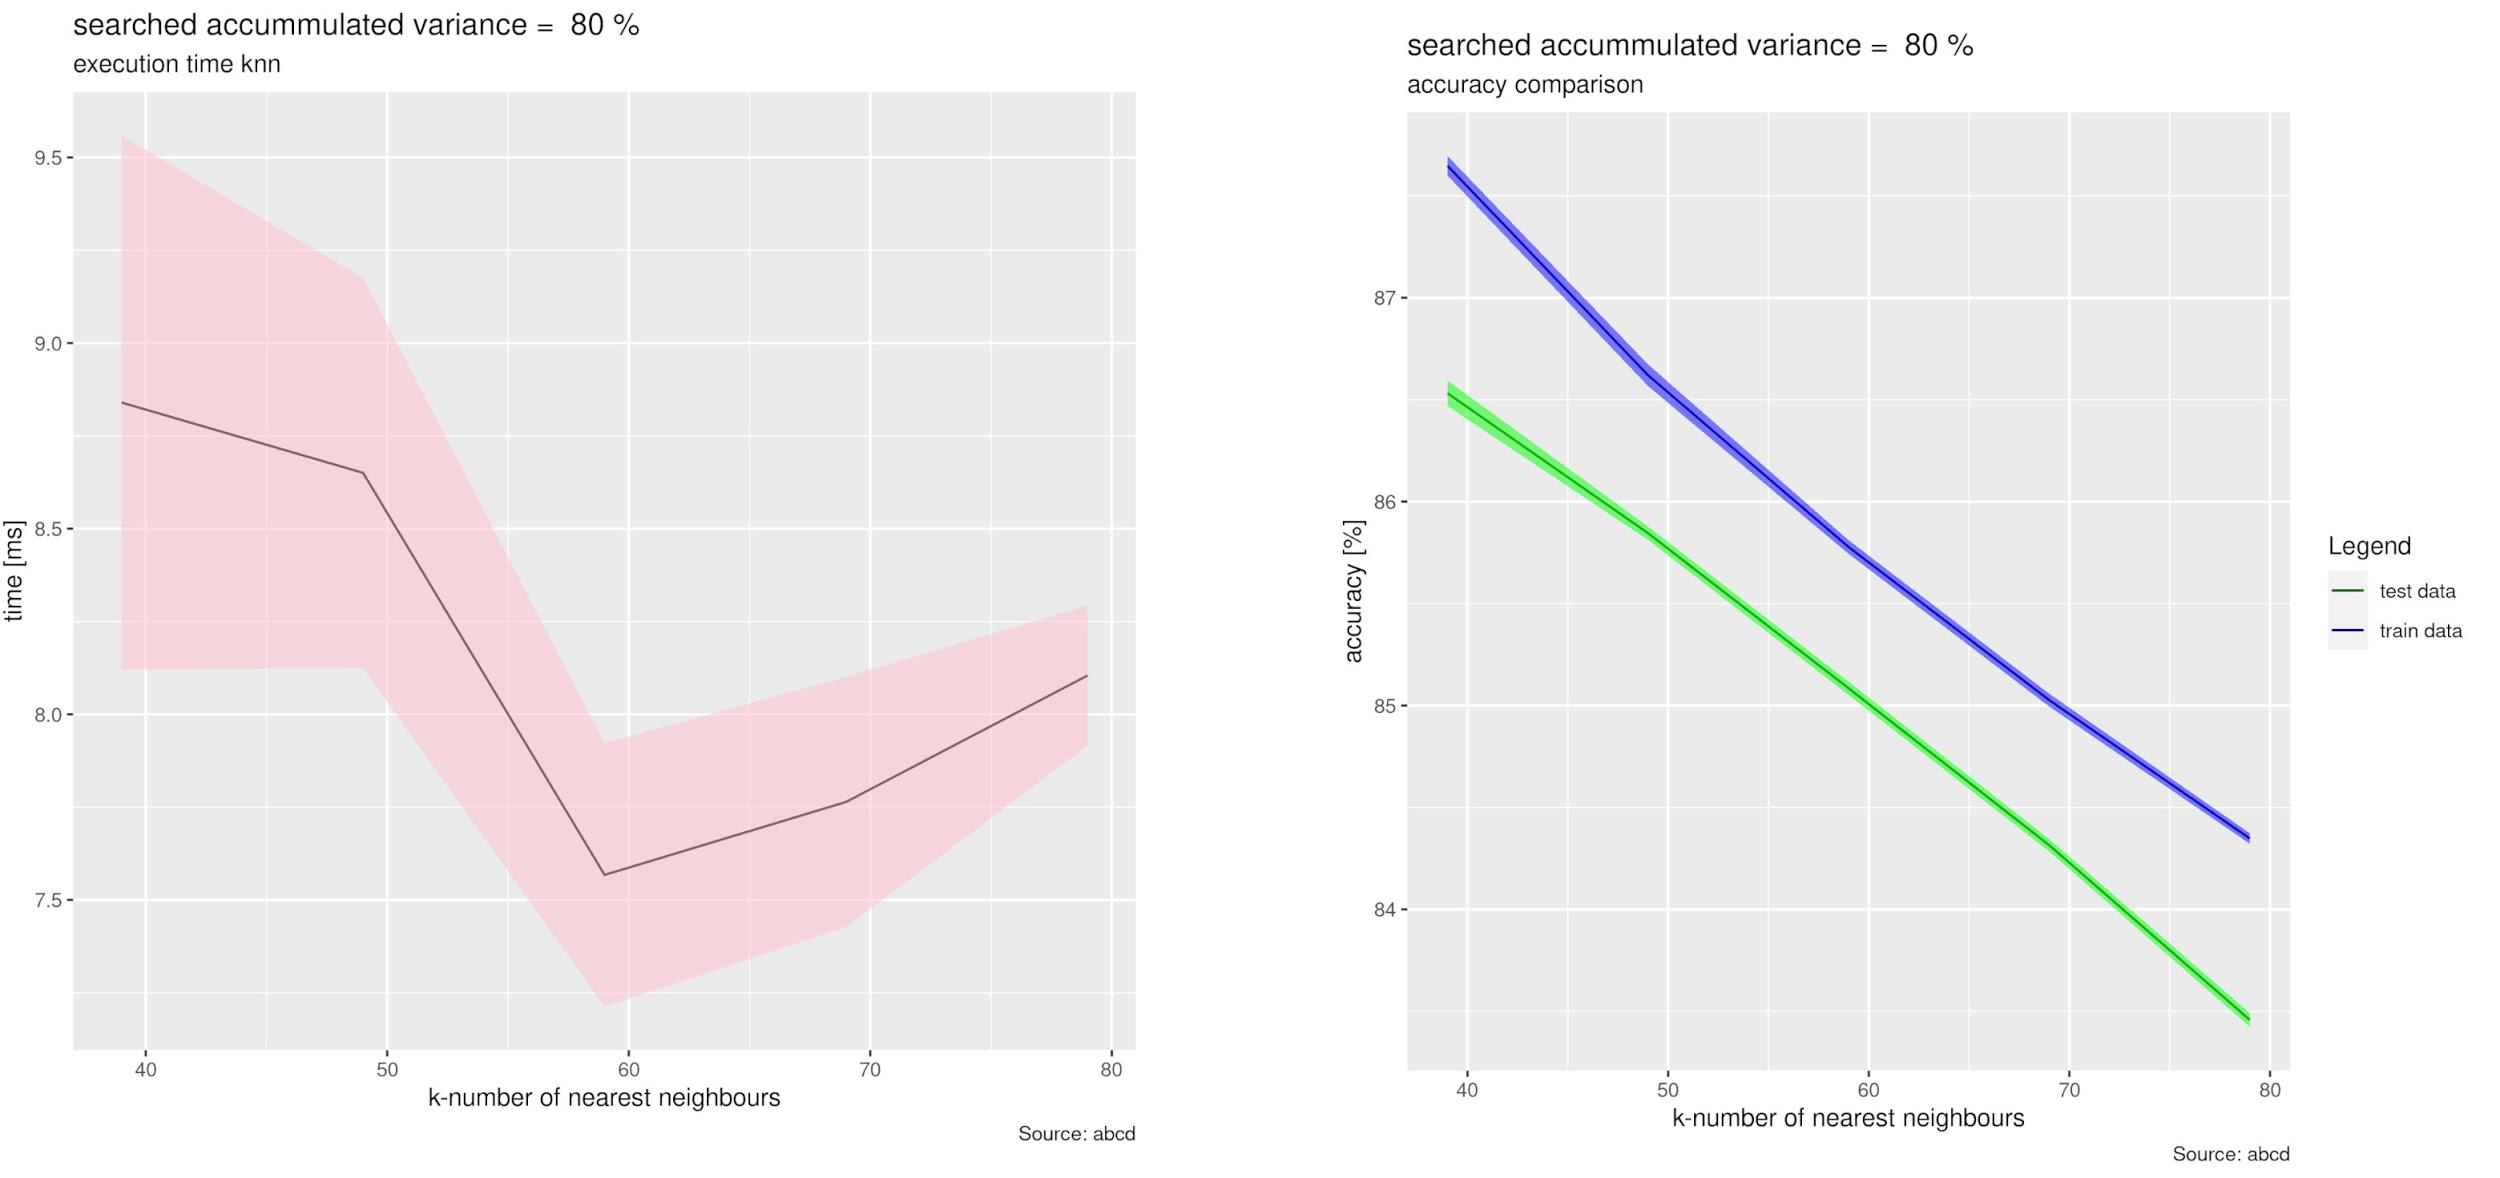 searched accummulated variance =  80 %
execution time knn
time [ms]
9.5
9.0
8.5
8.0
7.5
40 50 60 70 80
k-number of nearest neighbours
Source: abcd
searched accummulated variance =  80 %
accuracy comparison
accuracy [%]
87
86
85
84
40 50 60 70 80
k-number of nearest neighbours
Source: abcd
Legend
test data
train data